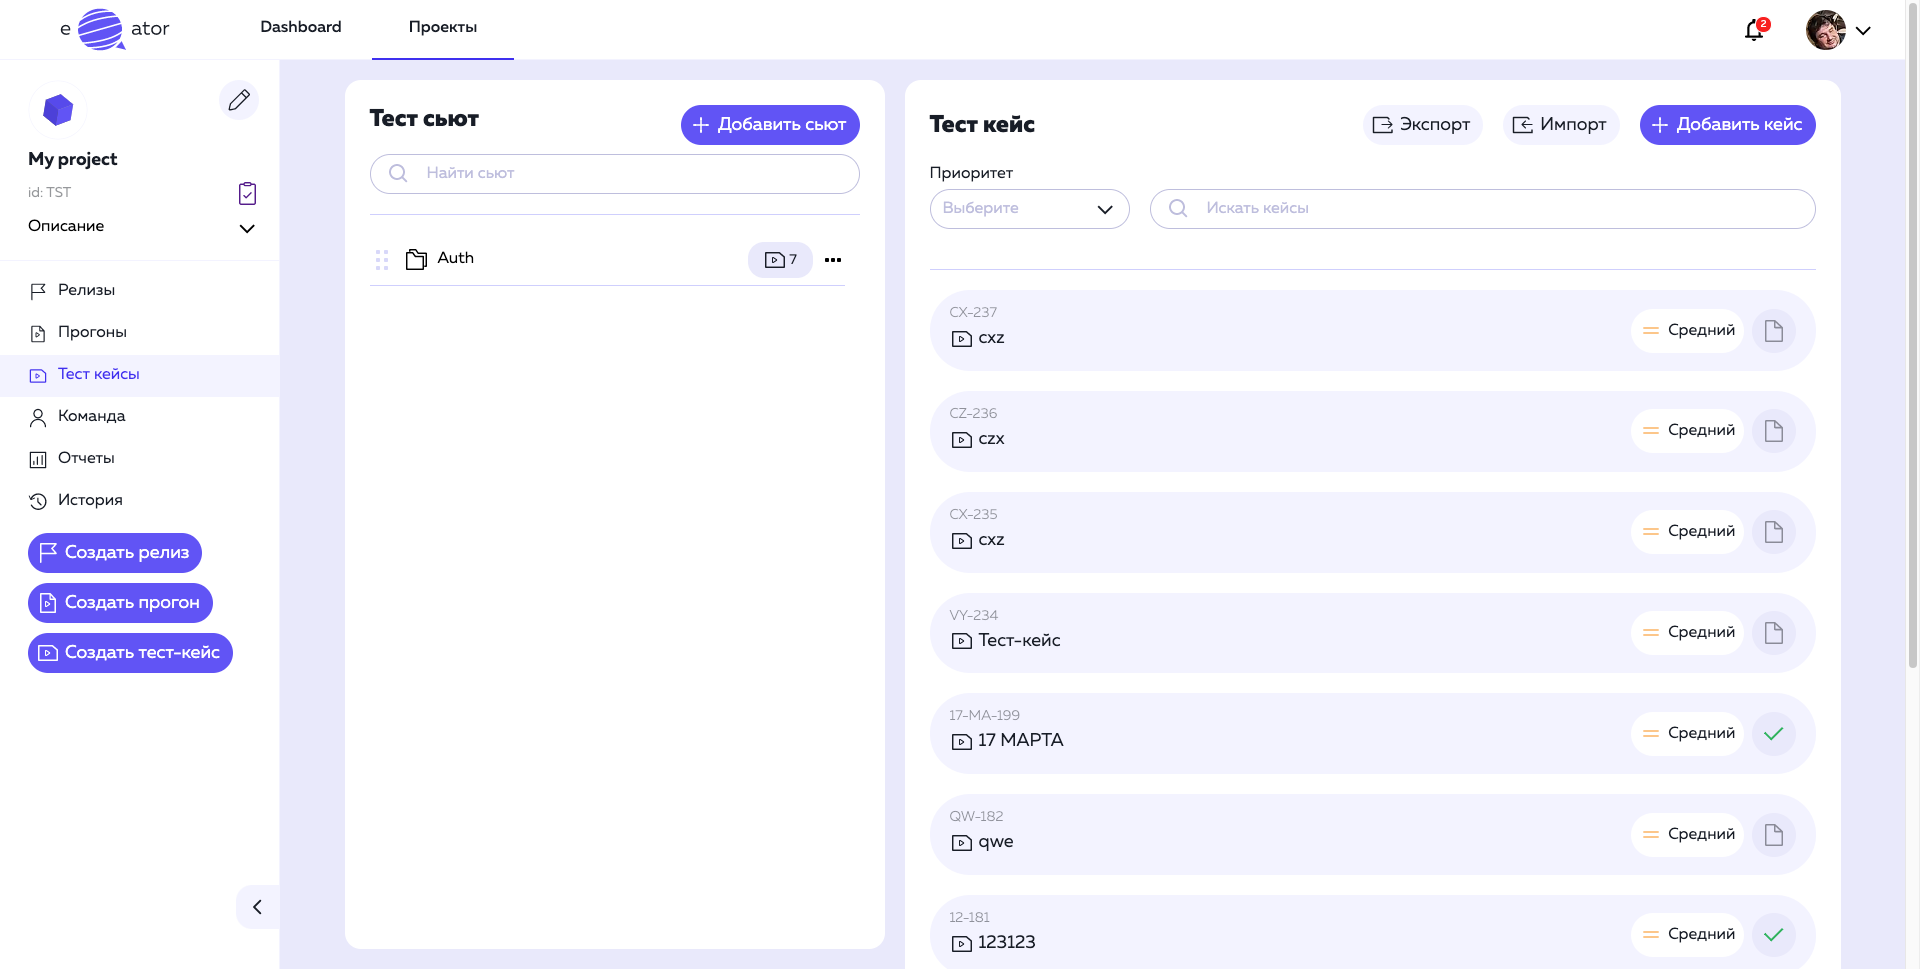 e ator
Dashboard
Проекты
2
My project
id: TST
Описание
Релизы
Прогоны
Тест кейсы
Команда
Отчеты
История
Создать релиз
Создать прогон
Создать тест-кейс
Тест сьют
Добавить сьют
Найти сьют
Auth
7
Тест кейс
Экспорт
Импорт
Добавить кейс
Приоритет
Выберите
Искать кейсы
CX-237
cxz
Средний
CZ-236
czx
Средний
CX-235
cxz
Средний
VY-234
Тест-кейс
Средний
17-MA-199
17 МАРТА
Средний
QW-182
qwe
Средний
12-181
123123
Средний